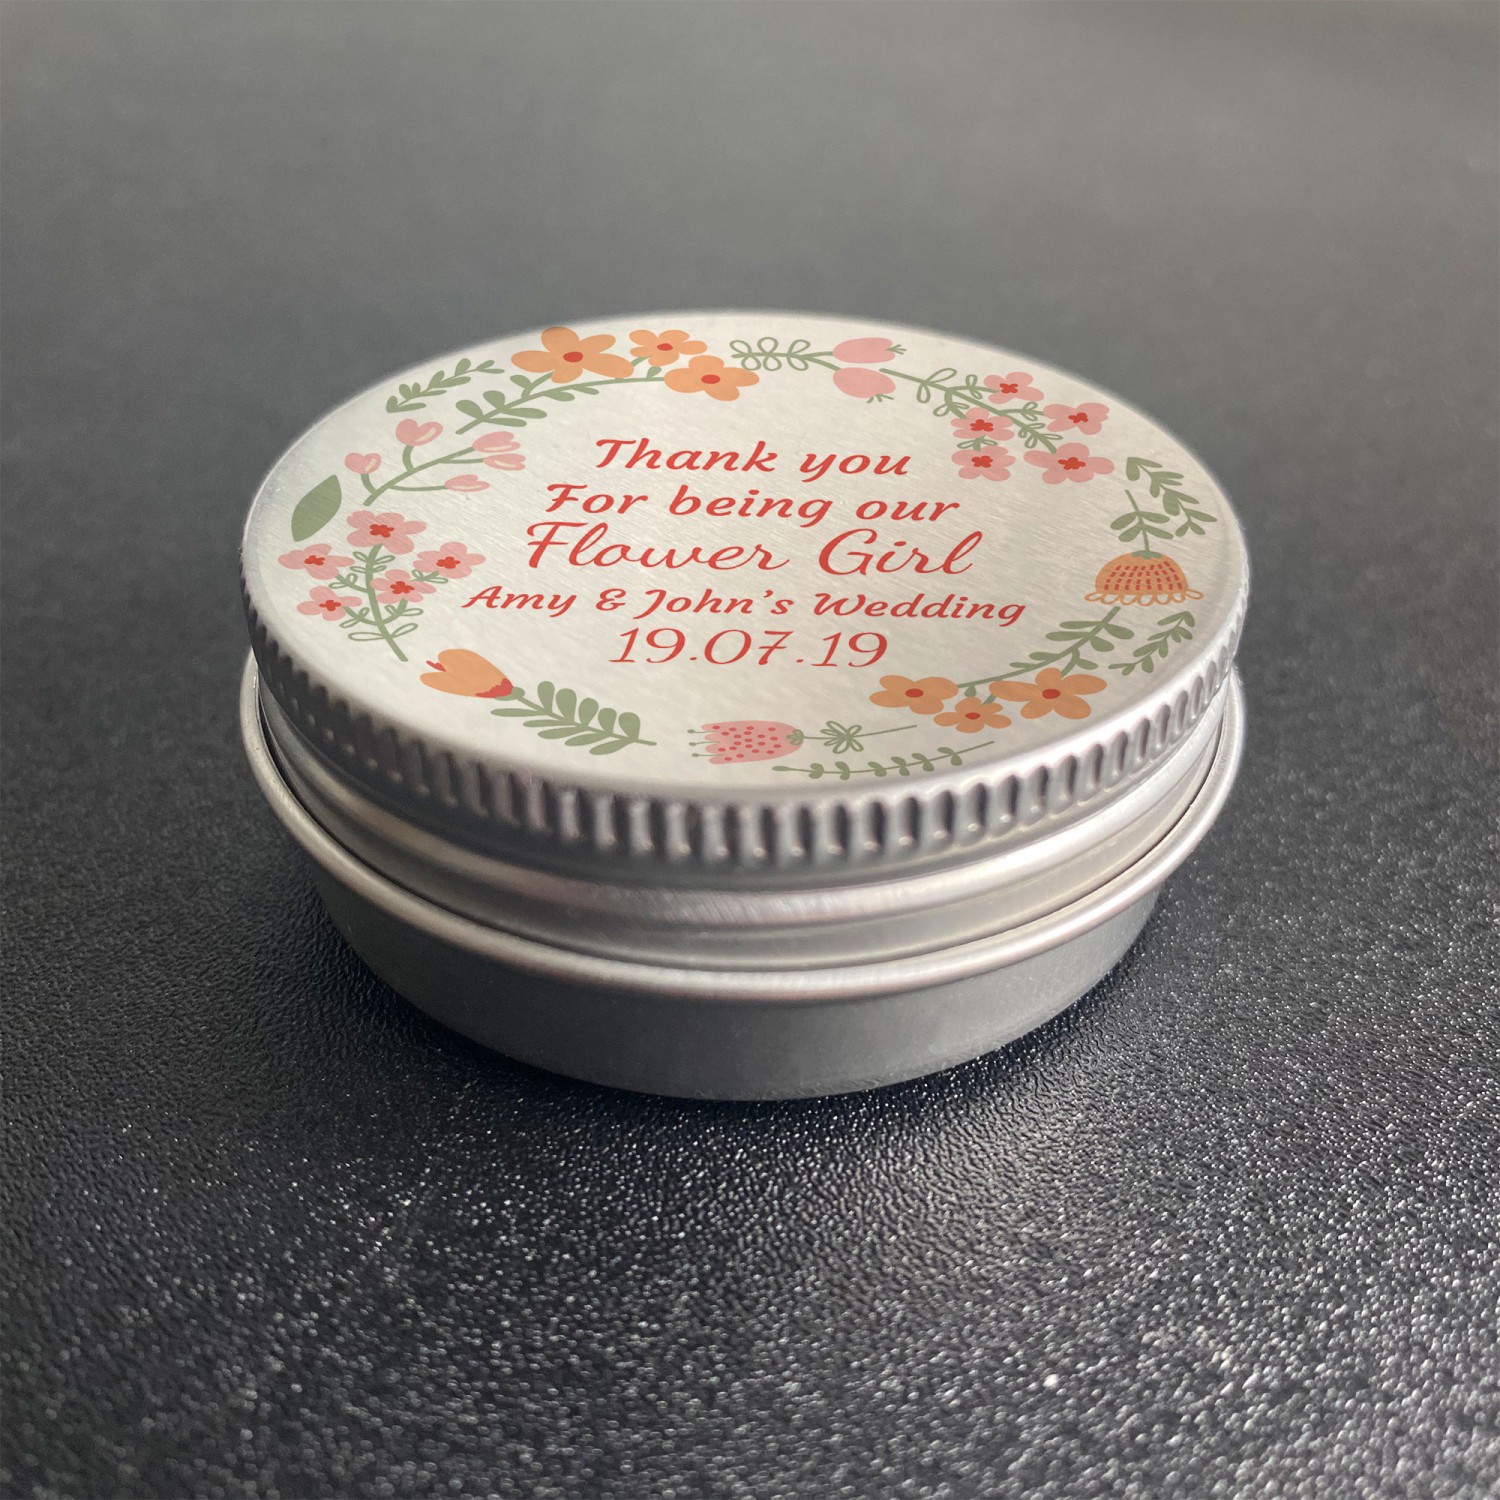 Thank you
For being our
Flower Girl
Amy & John's Wedding
19.07.19